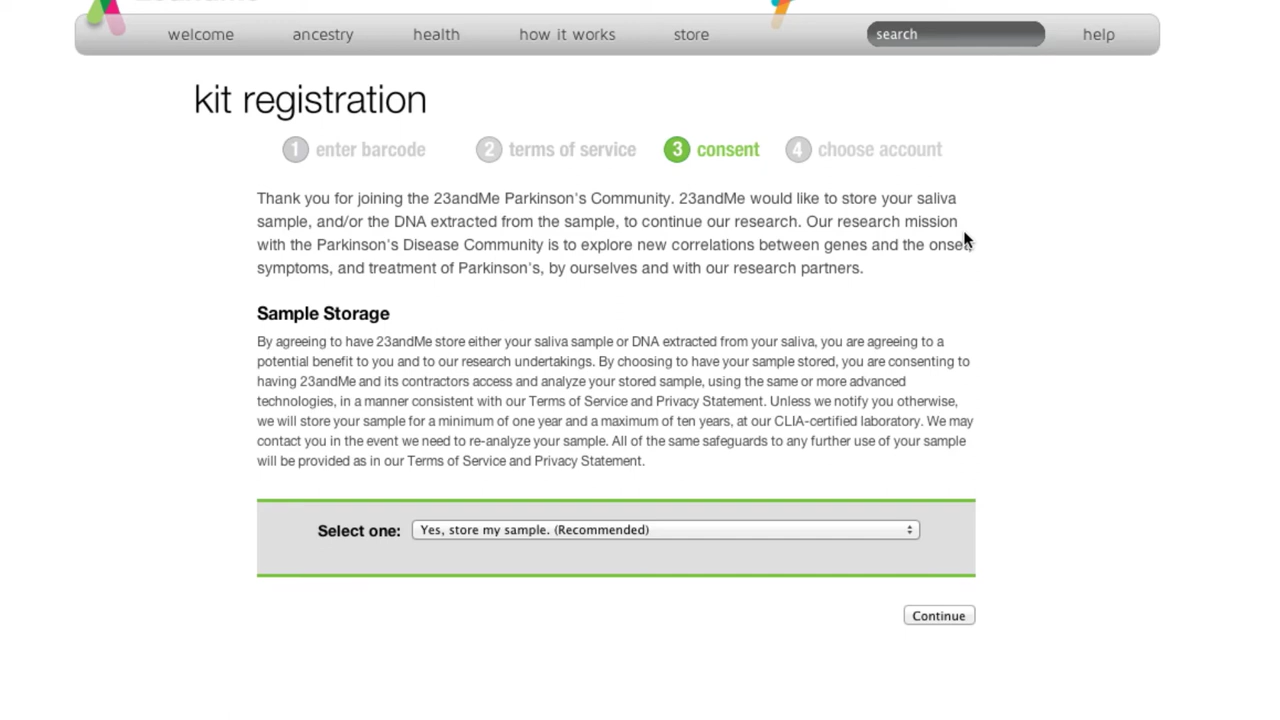 welcome ancestry health how it works store search help
kit registration
1 enter barcode 2 terms of service 3 consent 4 choose account
Thank you for joining the 23andMe Parkinson's Community. 23andMe would like to store your saliva
sample, and/or the DNA extracted from the sample, to continue our research. Our research mission
with the Parkinson's Disease Community is to explore new correlations between genes and the onset,
symptoms, and treatment of Parkinson's, by ourselves and with our research partners.
Sample Storage
By agreeing to have 23andMe store either your saliva sample or DNA extracted from your saliva, you are agreeing to a
potential benefit to you and to our research undertakings. By choosing to have your sample stored, you are consenting to
having 23andMe and its contractors access and analyze your stored sample, using the same or more advanced
technologies, in a manner consistent with our Terms of Service and Privacy Statement. Unless we notify you otherwise,
we will store your sample for a minimum of one year and a maximum of ten years, at our CLIA-certified laboratory. We may
contact you in the event we need to re-analyze your sample. All of the same safeguards to any further use of your sample
will be provided as in our Terms of Service and Privacy Statement.
Select one: Yes, store my sample. (Recommended)
Continue